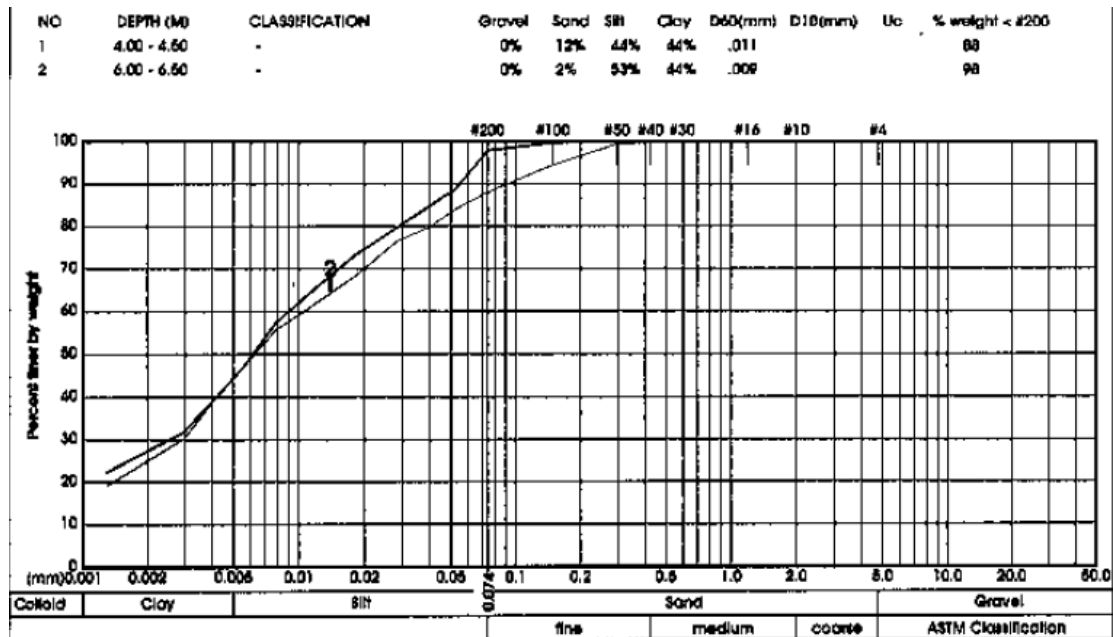 NO DEPTH (M) CLASSIFICATION Gravel Sand Silt Clay D60(mm) D10(mm) Uc % weight < #200
1 4.00 - 4.50 - 0% 12% 44% 44% .011 88
2 6.00 - 6.50 - 0% 2% 53% 44% .009 98
#200 #100 #50 #40 #30 #16 #10 #4
Percent finer by weight
100
90
80
70
60
50
40
30
20
10
0
2
1
(mm) 0.001 0.002 0.005 0.01 0.02 0.05 0.074 0.1 0.2 0.5 1.0 2.0 5.0 10.0 20.0 50.0
Colloid Clay Silt Sand Gravel
fine medium coarse ASTM Classification